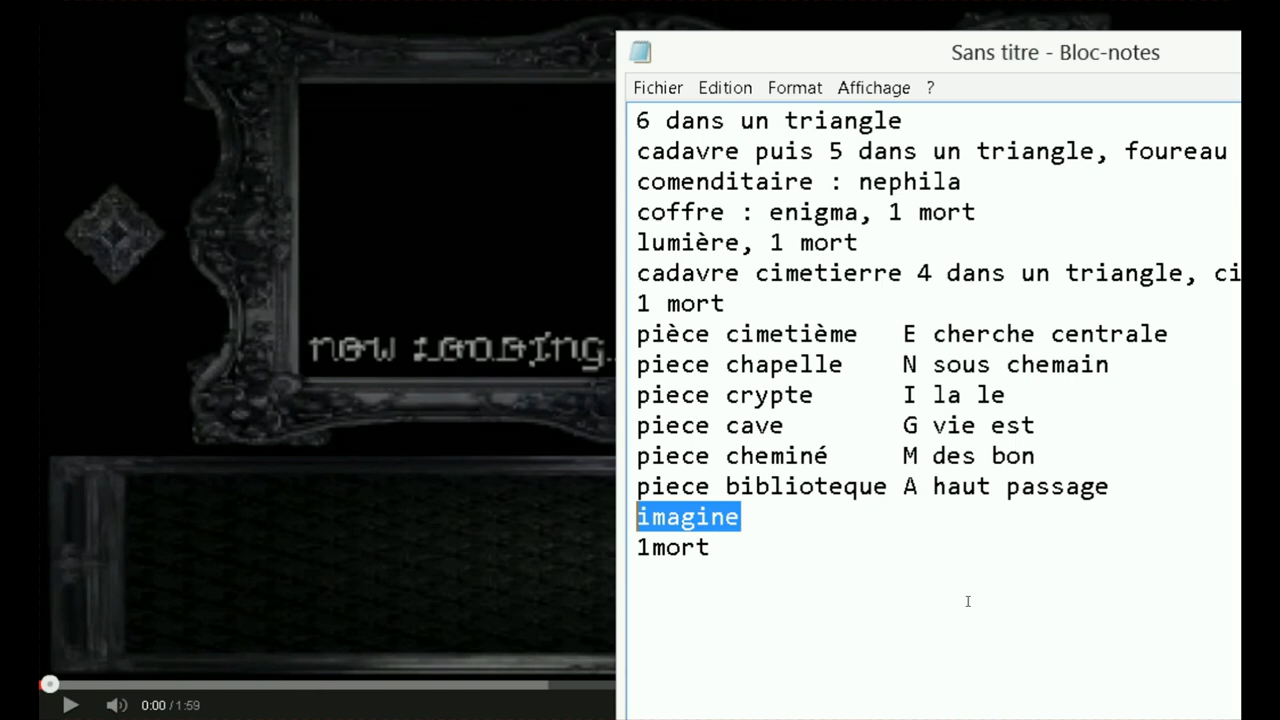 Sans titre - Bloc-notes
Fichier Edition Format Affichage ?
6 dans un triangle
cadavre puis 5 dans un triangle, foureau
comenditaire : nephila
coffre : enigma, 1 mort
lumière, 1 mort
cadavre cimetierre 4 dans un triangle, ci
1 mort
pièce cimetième E cherche centrale
piece chapelle N sous chemain
piece crypte I la le
piece cave G vie est
piece cheminé M des bon
piece biblioteque A haut passage
imagine
1mort
now loading..
0:00 / 1:59